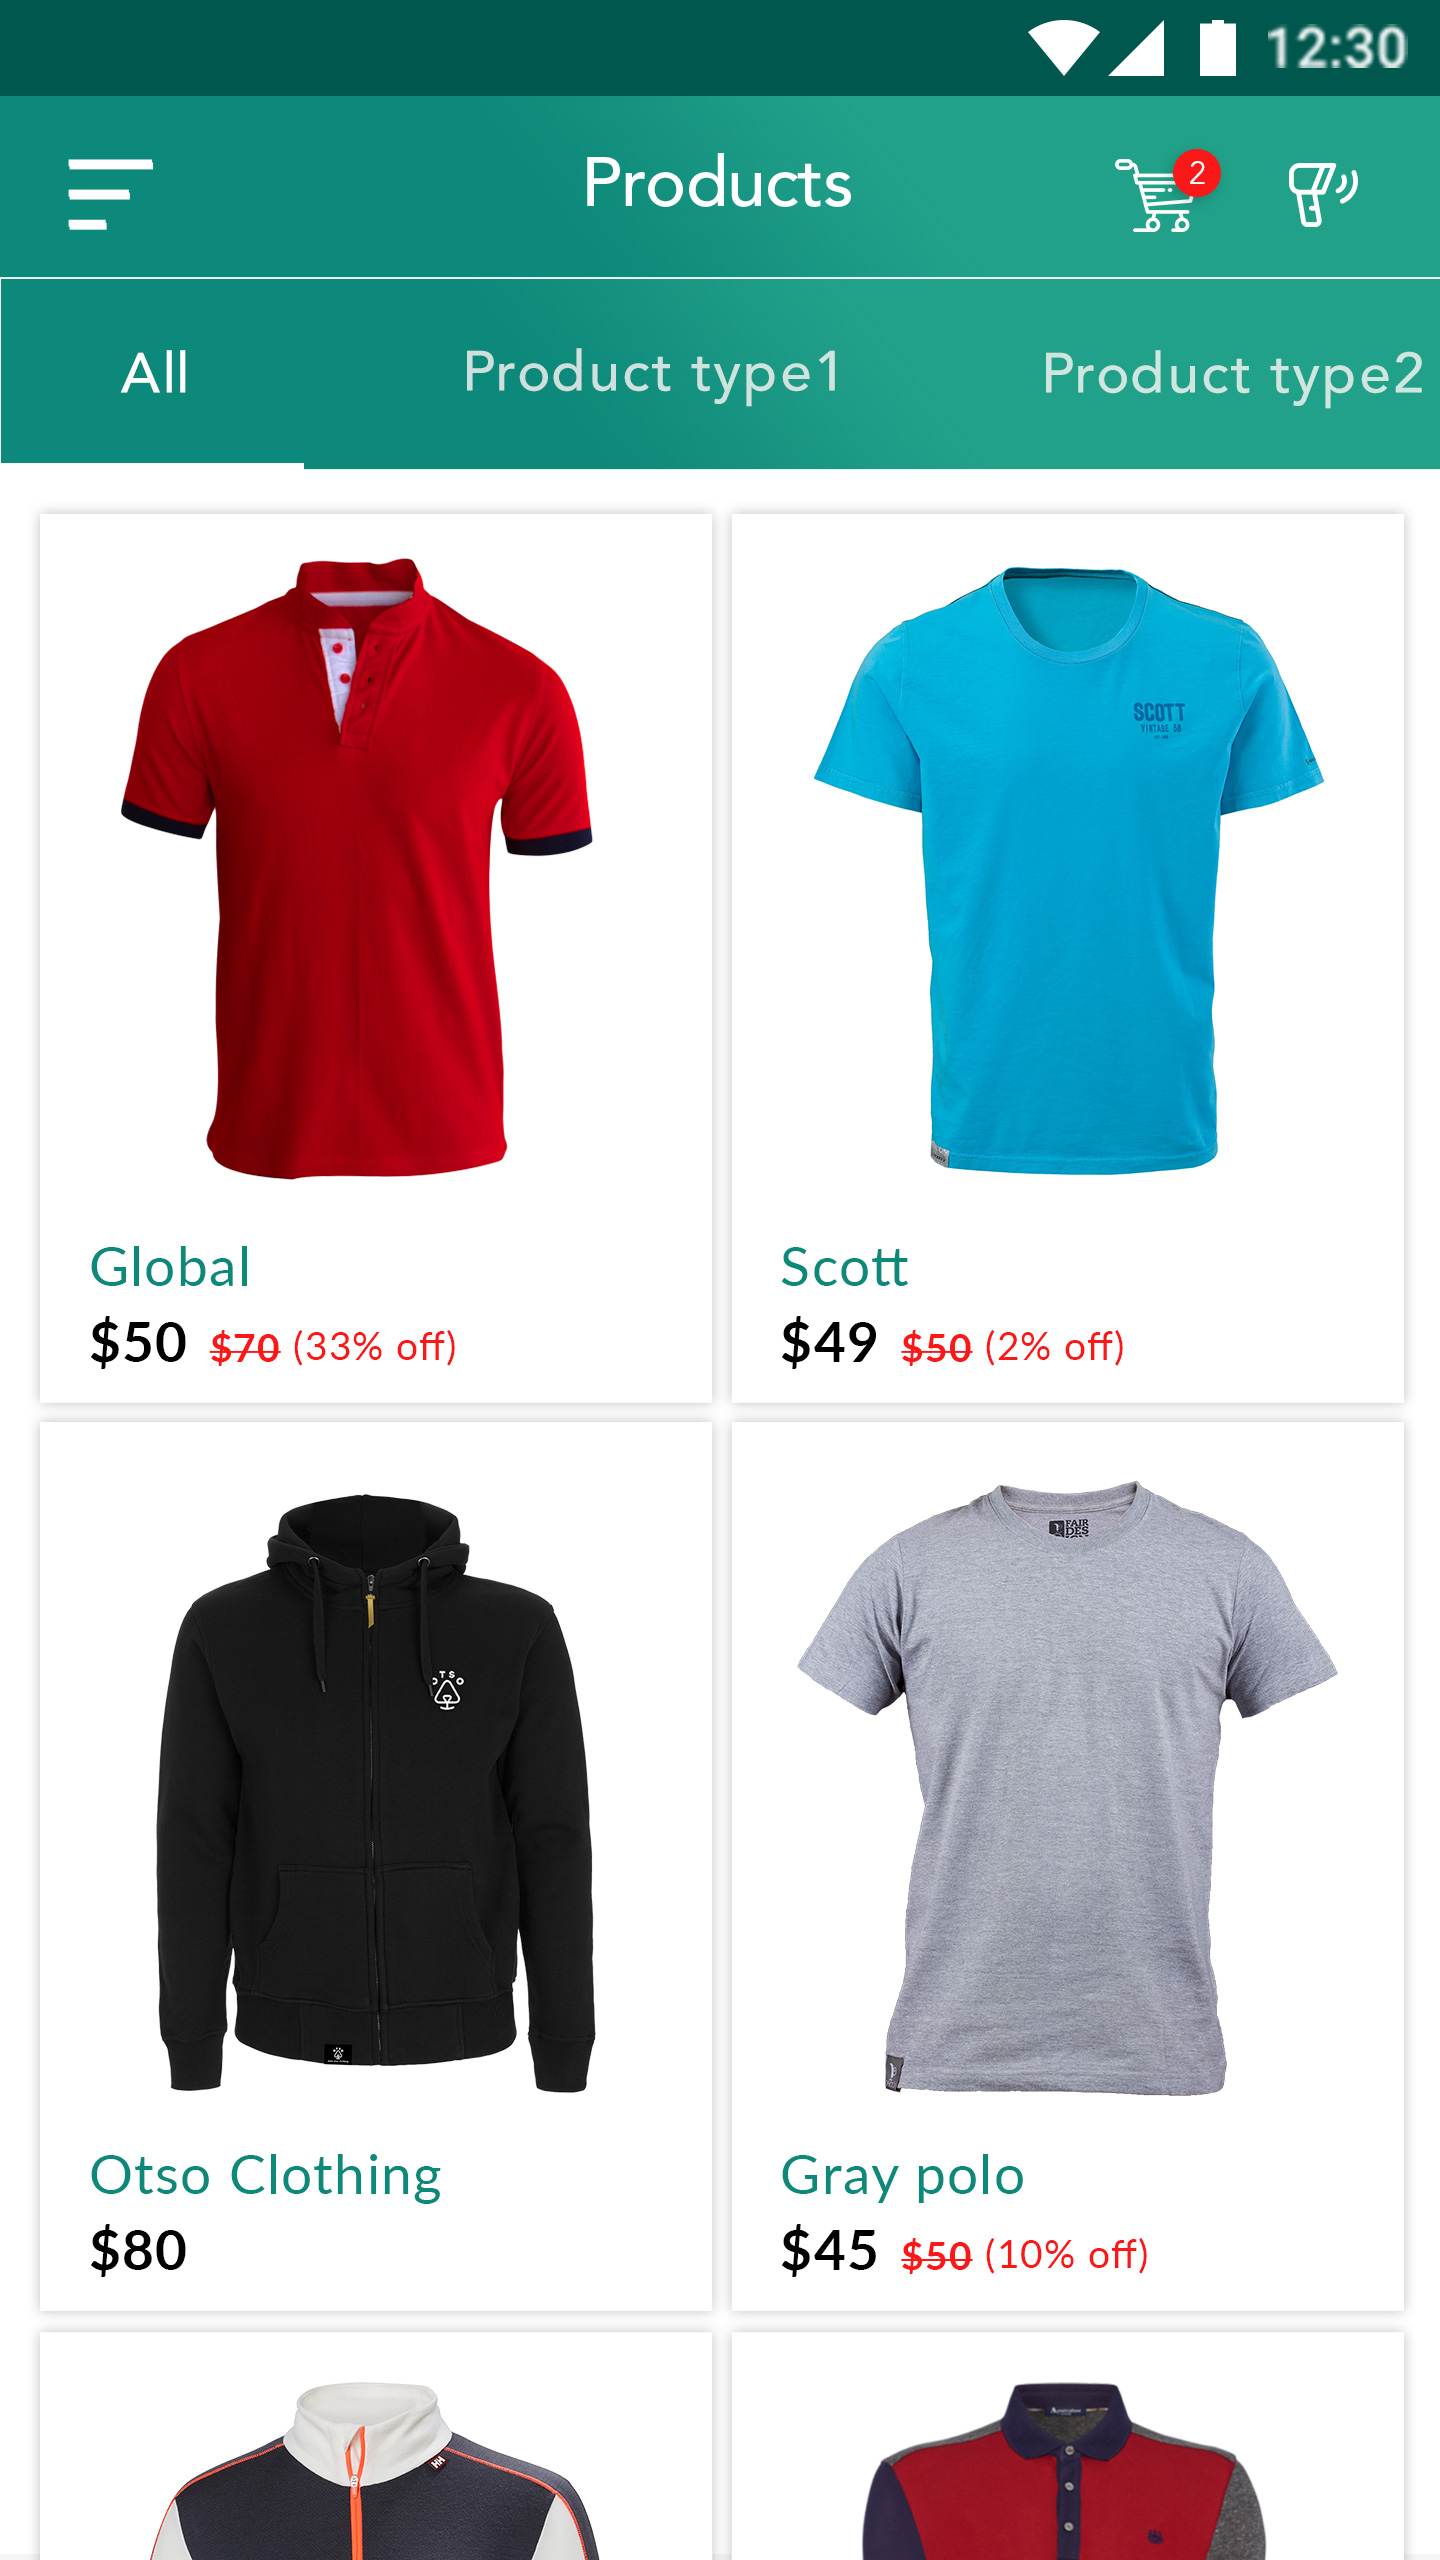 12:30
Products
2
All
Product type1
Product type2
SCOTT
VINTAGE 58
Global
Scott
$50 $70 (33% off)
$49 $50 (2% off)
OTSO
FAIR
DES
Otso Clothing
Gray polo
$80
$45 $50 (10% off)
HH